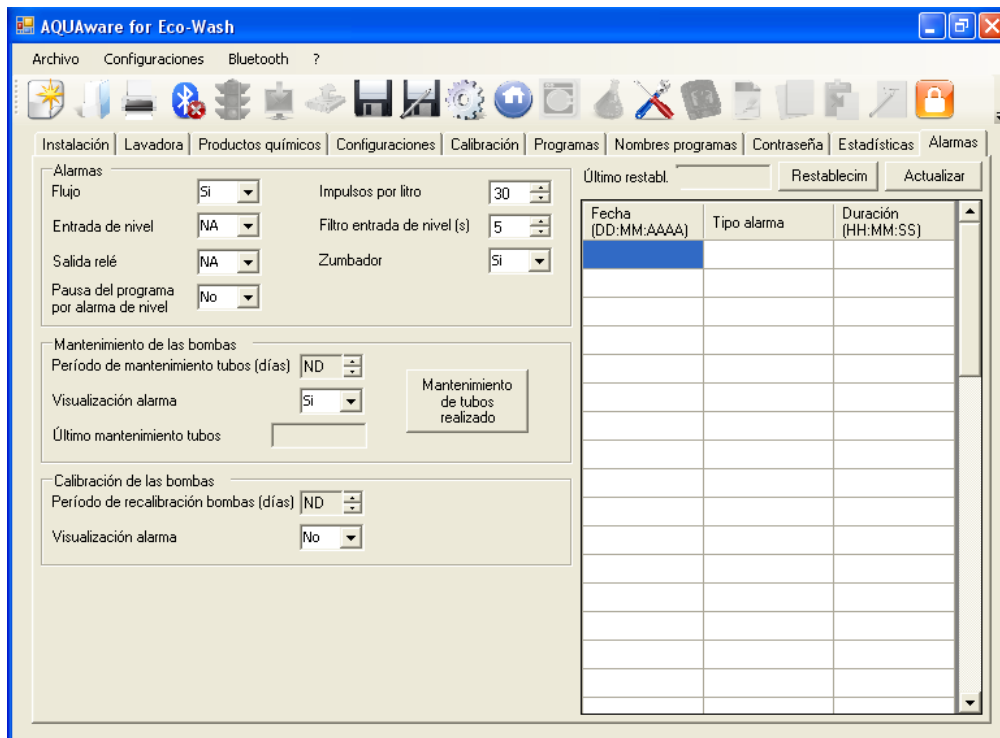 AQUAware for Eco-Wash
Archivo Configuraciones Bluetooth ?
Instalación Lavadora Productos químicos Configuraciones Calibración Programas Nombres programas Contraseña Estadísticas Alarmas
Alarmas
Flujo Si Impulsos por litro 30
Entrada de nivel NA Filtro entrada de nivel (s) 5
Salida relé NA Zumbador Si
Pausa del programa
por alarma de nivel No
Mantenimiento de las bombas
Período de mantenimiento tubos (días) ND
Visualización alarma Si
Último mantenimiento tubos
Mantenimiento
de tubos
realizado
Calibración de las bombas
Período de recalibración bombas (días) ND
Visualización alarma No
Último restabl. Restablecim Actualizar
Fecha
(DD:MM:AAAA)
Tipo alarma
Duración
(HH:MM:SS)